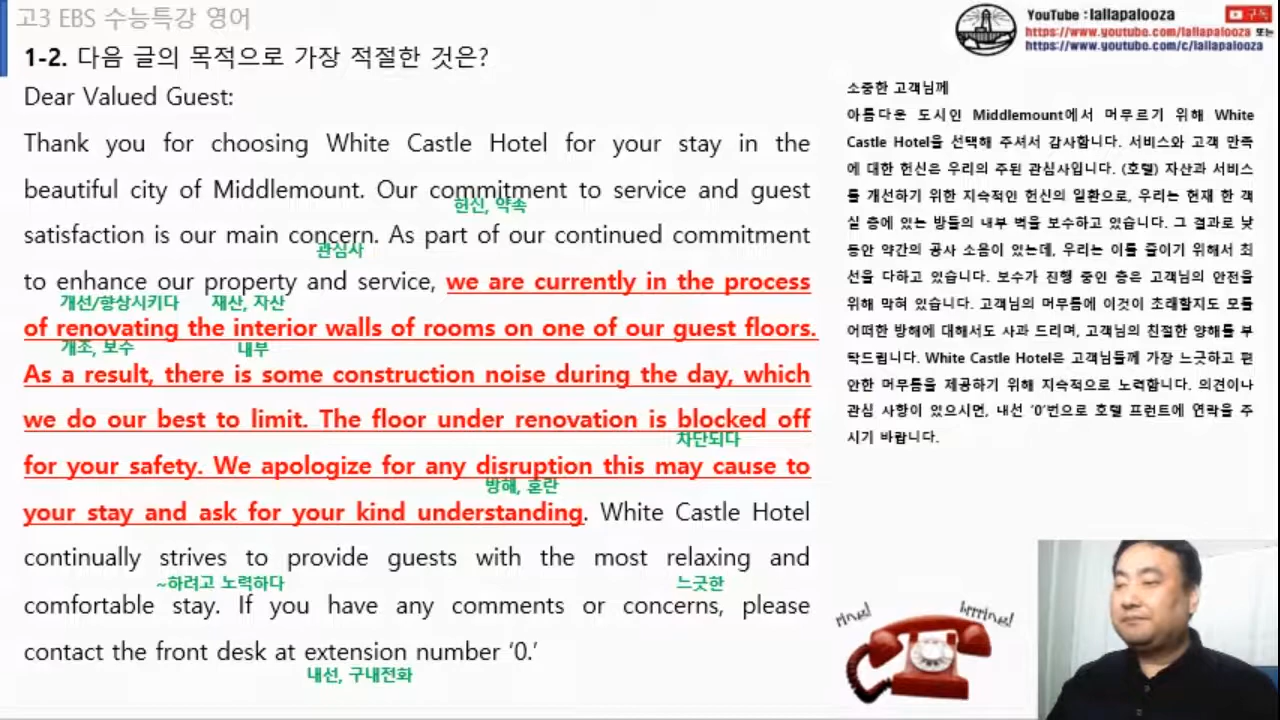 고3 EBS 수능특강 영어
1-2. 다음 글의 목적으로 가장 적절한 것은?
Dear Valued Guest:
Thank you for choosing White Castle Hotel for your stay in the
beautiful city of Middlemount. Our commitment to service and guest
헌신, 약속
satisfaction is our main concern. As part of our continued commitment
관심사
to enhance our property and service, we are currently in the process
개선/향상시키다 재산, 자산
of renovating the interior walls of rooms on one of our guest floors.
개조, 보수 내부
As a result, there is some construction noise during the day, which
we do our best to limit. The floor under renovation is blocked off
차단되다
for your safety. We apologize for any disruption this may cause to
방해, 혼란
your stay and ask for your kind understanding. White Castle Hotel
continually strives to provide guests with the most relaxing and
~하려고 노력하다 느긋한
comfortable stay. If you have any comments or concerns, please
contact the front desk at extension number ‘0.’
내선, 구내전화
YouTube : lallapalooza
구독
https://www.youtube.com/lallapalooza 또는
https://www.youtube.com/c/lallapalooza
소중한 고객님께
아름다운 도시인 Middlemount에서 머무르기 위해 White
Castle Hotel을 선택해 주셔서 감사합니다. 서비스와 고객 만족
에 대한 헌신은 우리의 주된 관심사입니다. (호텔) 자산과 서비스
를 개선하기 위한 지속적인 헌신의 일환으로, 우리는 현재 한 객
실 층에 있는 방들의 내부 벽을 보수하고 있습니다. 그 결과로 낮
동안 약간의 공사 소음이 있는데, 우리는 이를 줄이기 위해서 최
선을 다하고 있습니다. 보수가 진행 중인 층은 고객님의 안전을
위해 막혀 있습니다. 고객님의 머무름에 이것이 초래할지도 모를
어떠한 방해에 대해서도 사과 드리며, 고객님의 친절한 양해를 부
탁드립니다. White Castle Hotel은 고객님들께 가장 느긋하고 편
안한 머무름을 제공하기 위해 지속적으로 노력합니다. 의견이나
관심 사항이 있으시면, 내선 ‘0’번으로 호텔 프런트에 연락을 주
시기 바랍니다.
ring!
brrring!